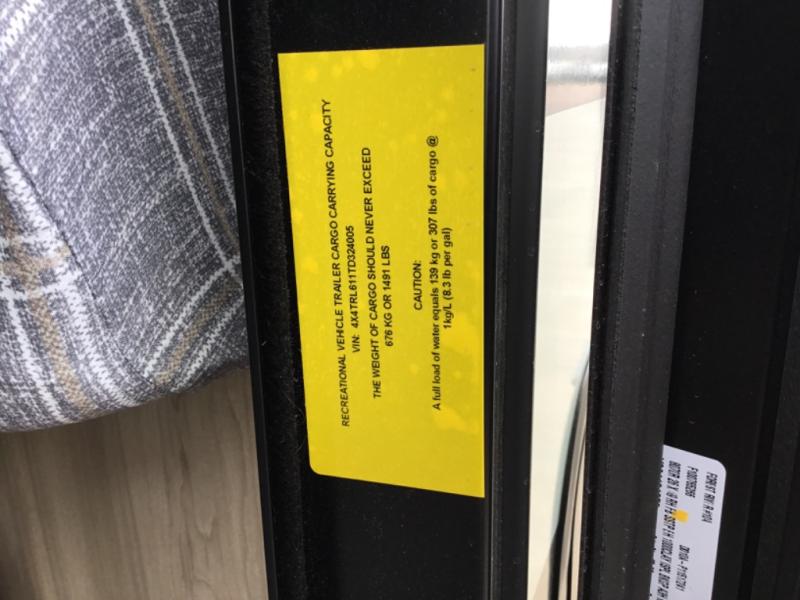 RECREATIONAL VEHICLE TRAILER CARGO CARRYING CAPACITY
VIN: 4X4TRL611TD324005
THE WEIGHT OF CARGO SHOULD NEVER EXCEED
676 KG OR 1491 LBS
CAUTION:
A full load of water equals 139 kg or 307 lbs of cargo @
1kg/L (8.3 lb per gal)
FOREST RIV